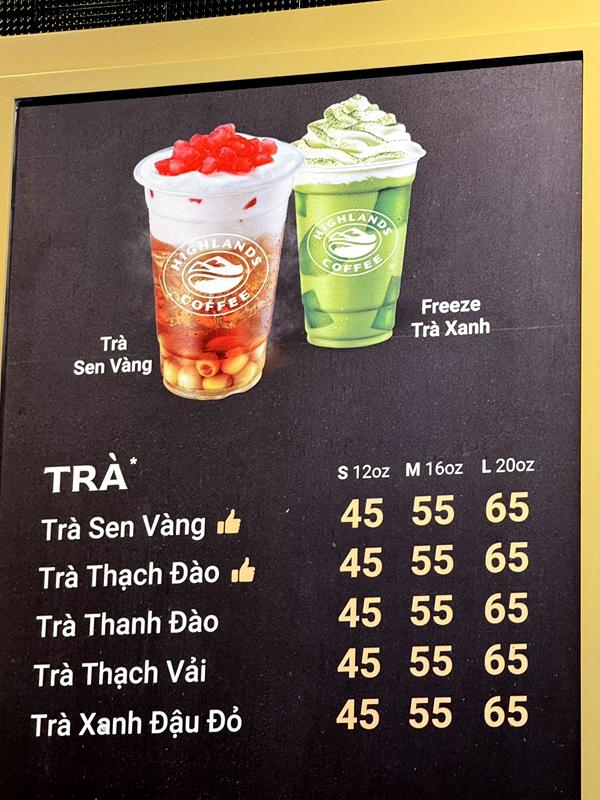 HIGHLANDS
COFFEE
HIGHLANDS
COFFEE
®
Trà
Sen Vàng
Freeze
Trà Xanh
TRÀ*
S 12oz M 16oz L 20oz
Trà Sen Vàng 45 55 65
Trà Thạch Đào 45 55 65
Trà Thanh Đào 45 55 65
Trà Thạch Vải 45 55 65
Trà Xanh Đậu Đỏ 45 55 65